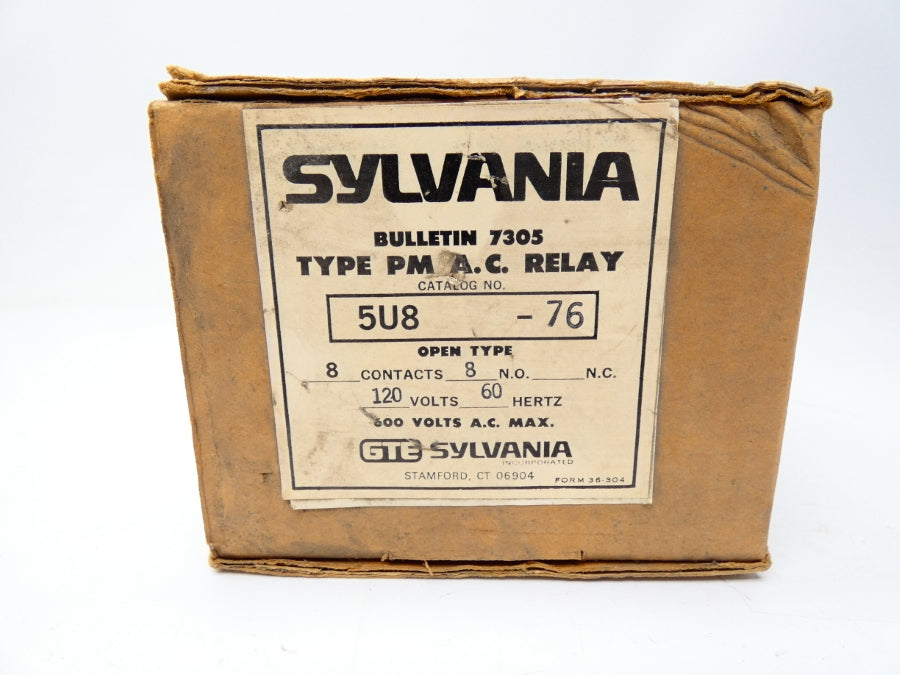 SYLVANIA
BULLETIN 7305
TYPE PM A.C. RELAY
CATALOG NO.
5U8 - 76
OPEN TYPE
8 CONTACTS 8 N.O. N.C.
120 VOLTS 60 HERTZ
600 VOLTS A.C. MAX.
GTE SYLVANIA
INCORPORATED
STAMFORD, CT 06904
FORM 36-304